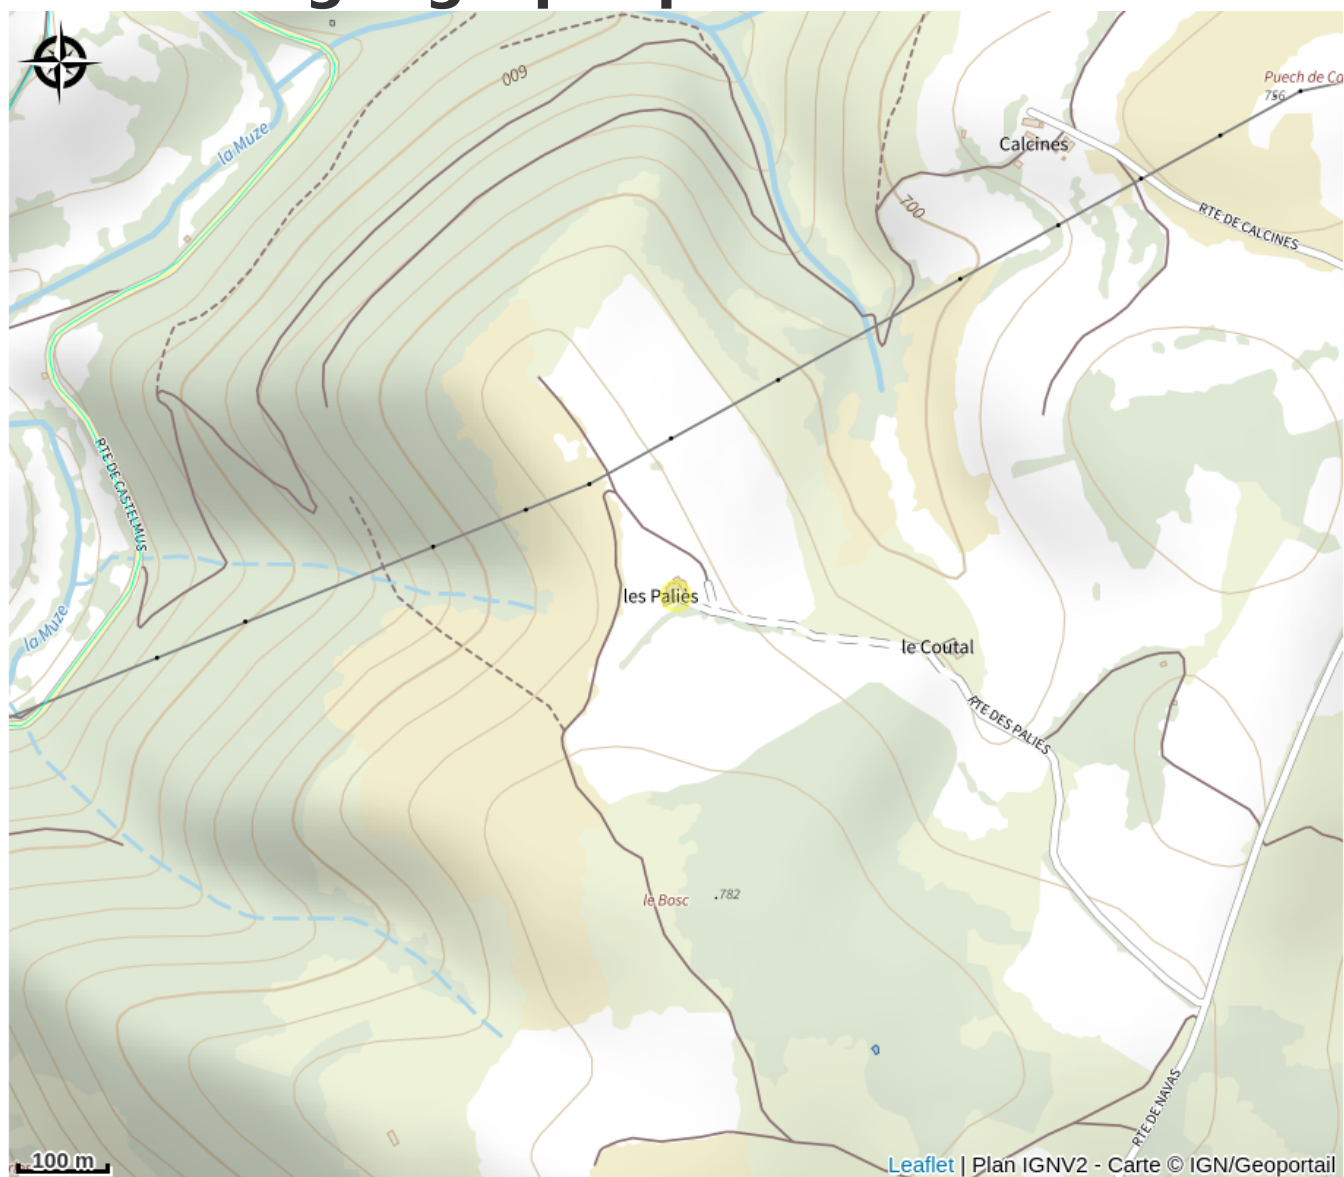 600
Puech de Ca
756
la Muze
Calcines
700
RTE DE CALCINES
RTE DE CASTELMUS
les Paliès
la Muze
le Coutal
RTE DES PALIES
le Bosc
.782
RTE DE NAVAS
100 m
Leaflet | Plan IGNV2 - Carte © IGN/Geoportail